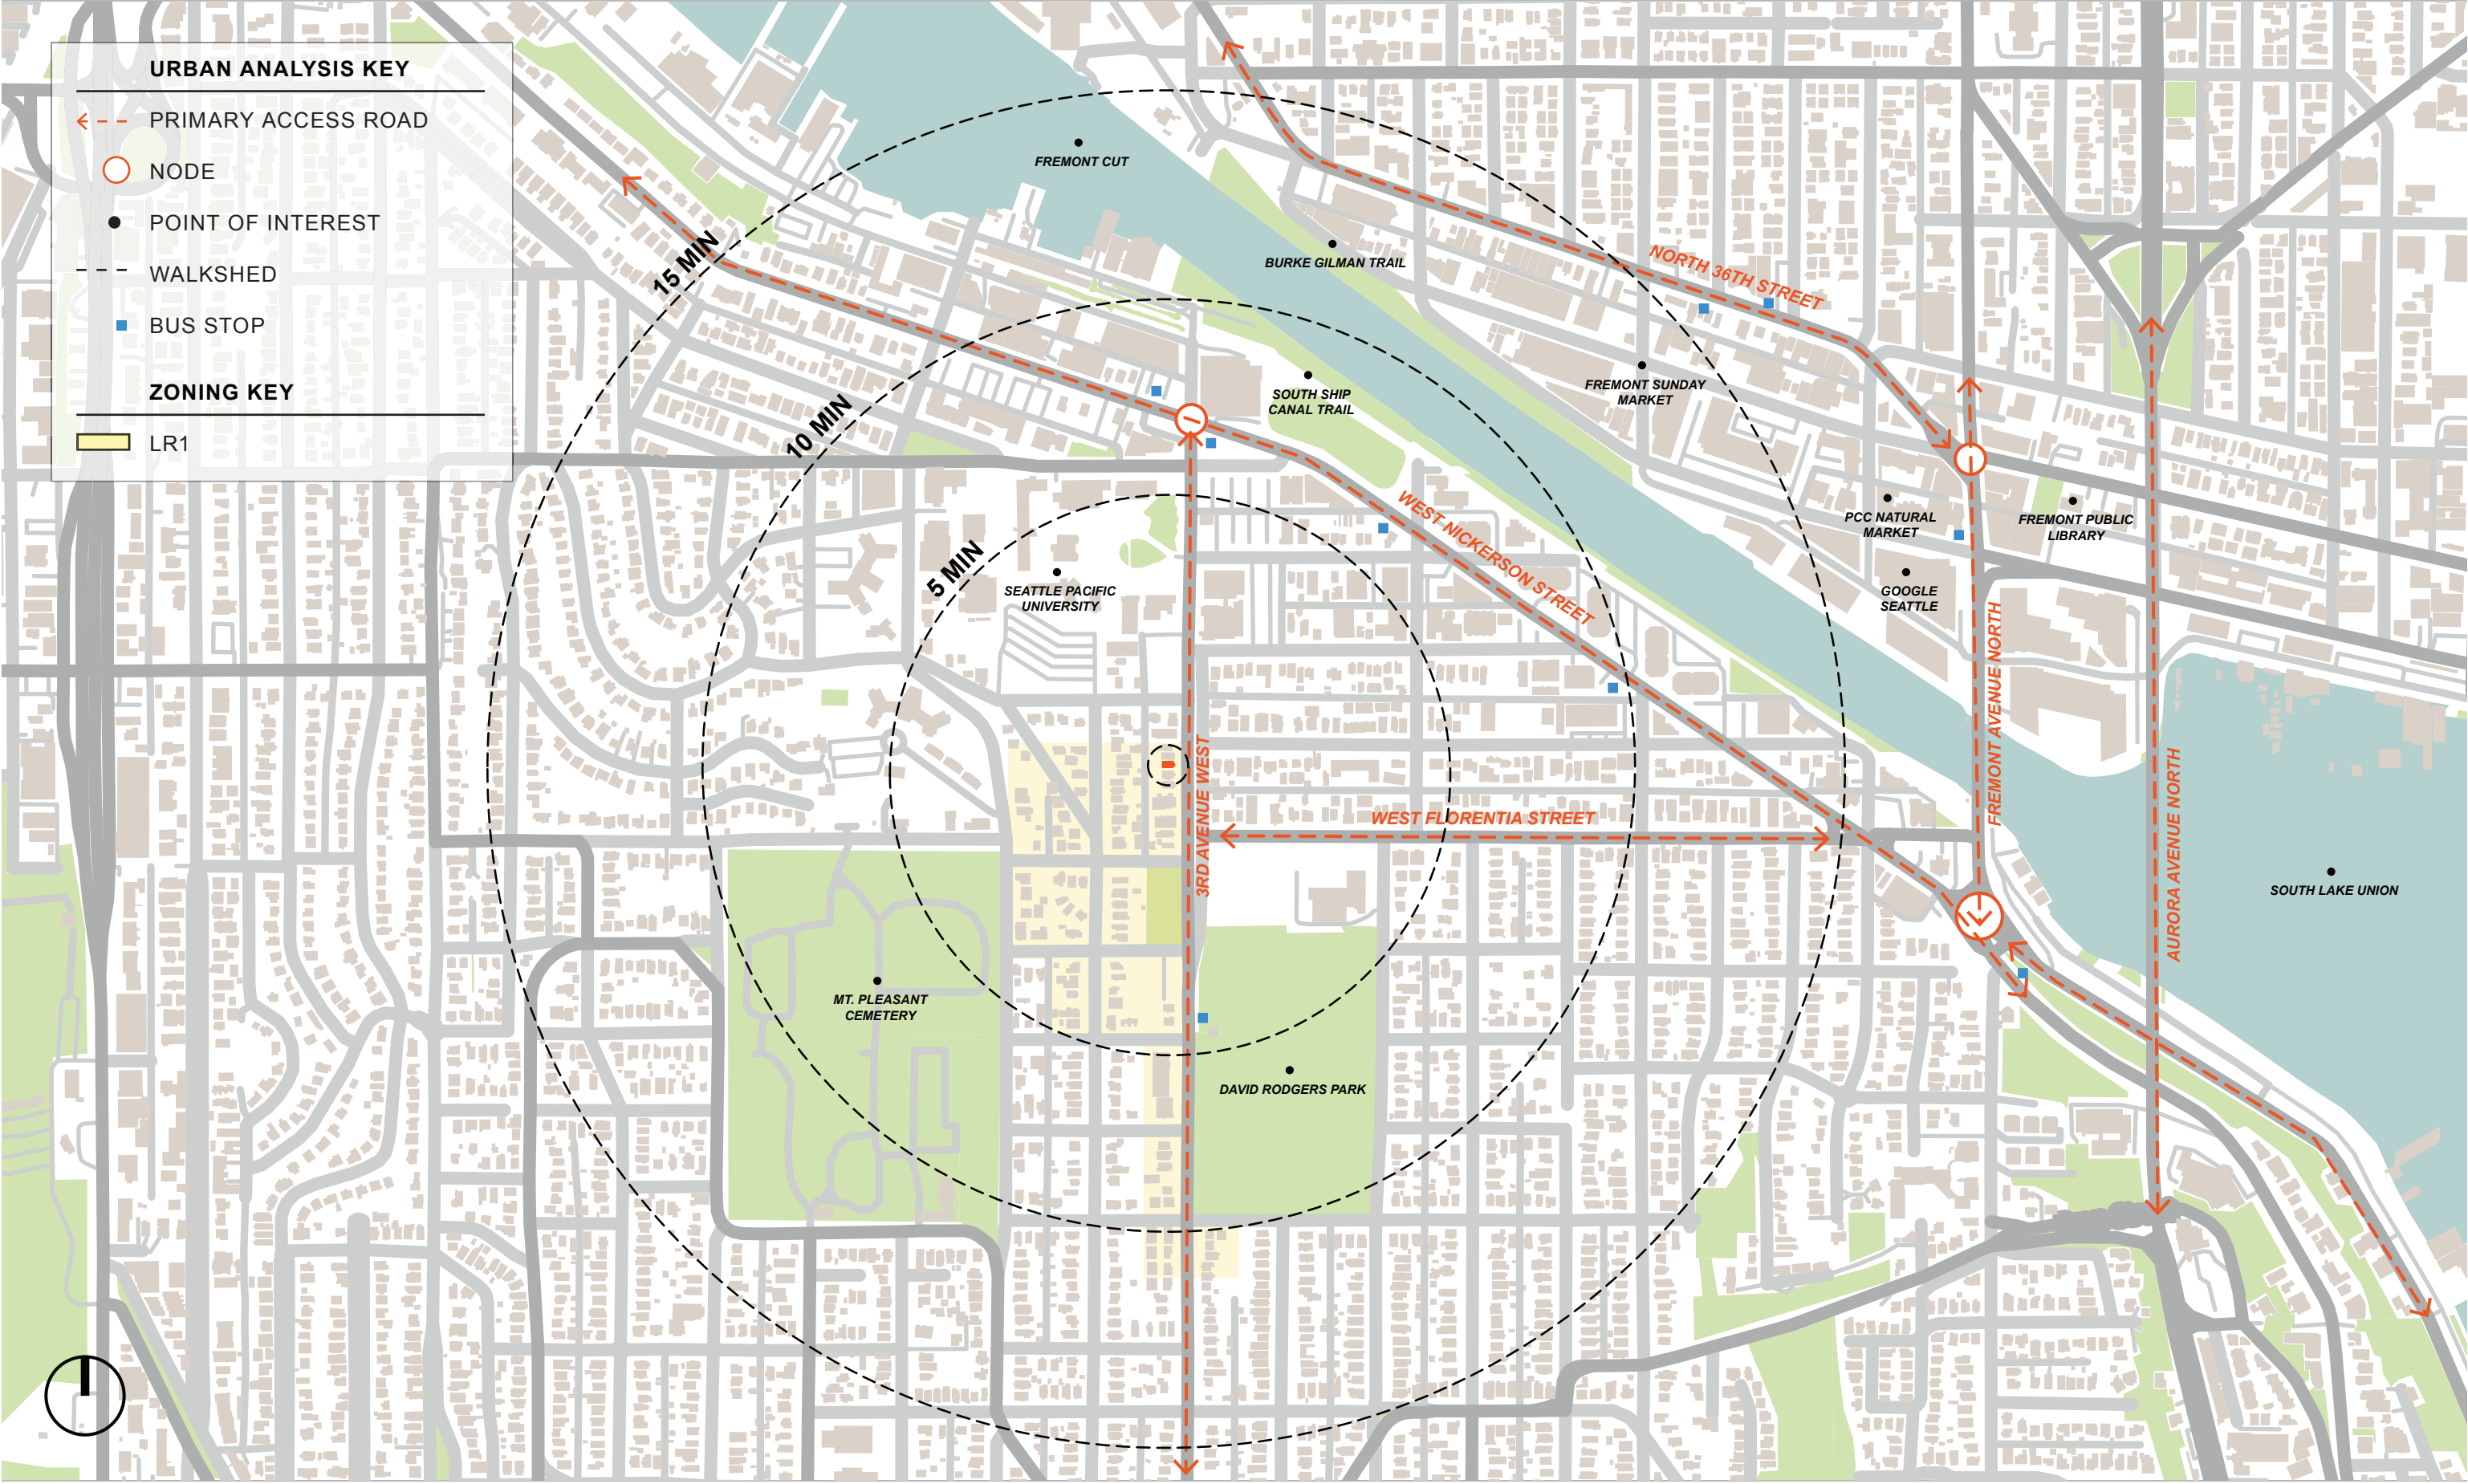 URBAN ANALYSIS KEY
PRIMARY ACCESS ROAD
NODE
POINT OF INTEREST
WALKSHED
BUS STOP
ZONING KEY
LR1
FREMONT CUT
BURKE GILMAN TRAIL
NORTH 36TH STREET
15 MIN
SOUTH SHIP
CANAL TRAIL
FREMONT SUNDAY
MARKET
10 MIN
WEST NICKERSON STREET
PCC NATURAL
MARKET
FREMONT PUBLIC
LIBRARY
5 MIN
SEATTLE PACIFIC
UNIVERSITY
GOOGLE
SEATTLE
FREMONT AVENUE NORTH
3RD AVENUE WEST
WEST FLORENTIA STREET
AURORA AVENUE NORTH
SOUTH LAKE UNION
MT. PLEASANT
CEMETERY
DAVID RODGERS PARK